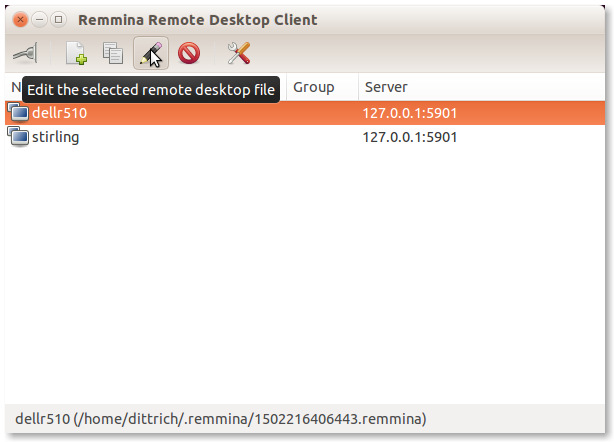 Remmina Remote Desktop Client
N
Group
Server
Edit the selected remote desktop file
dellr510
127.0.0.1:5901
stirling
127.0.0.1:5901
dellr510 (/home/dittrich/.remmina/1502216406443.remmina)